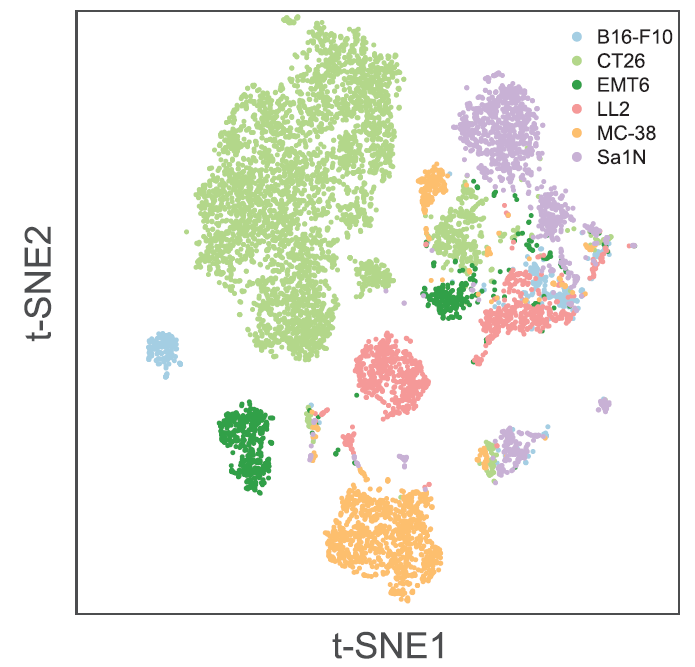 B16-F10
CT26
EMT6
LL2
MC-38
Sa1N
t-SNE2
t-SNE1